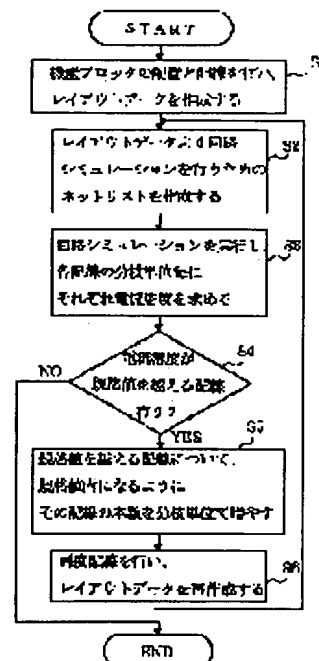 START
機能ブロックの配置と配線を行い、
レイアウトデータを作成する
S1
レイアウトデータより回路
シミュレーションを行うための
ネットリストを作成する
S2
回路シミュレーションを実行し
各配線の分枝単位毎に
それぞれ電流密度を求める
S3
電流密度が
規格値を越える配線
有り?
S4
NO
YES
S5
規格値を越える配線について、
規格値内になるように
その配線の本数を分枝単位で増やす
再度配線を行い、
レイアウトデータを再作成する
S6
END